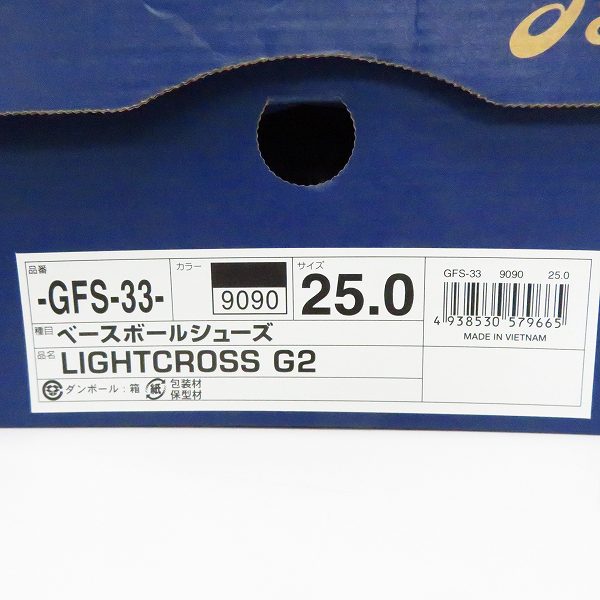 品番
-GFS-33-
カラー
9090
サイズ
25.0
種目 ベースボールシューズ
品名 LIGHTCROSS G2
ダンボール：箱 紙 包装材
保型材
GFS-33 9090 25.0
4 938530 579665
MADE IN VIETNAM